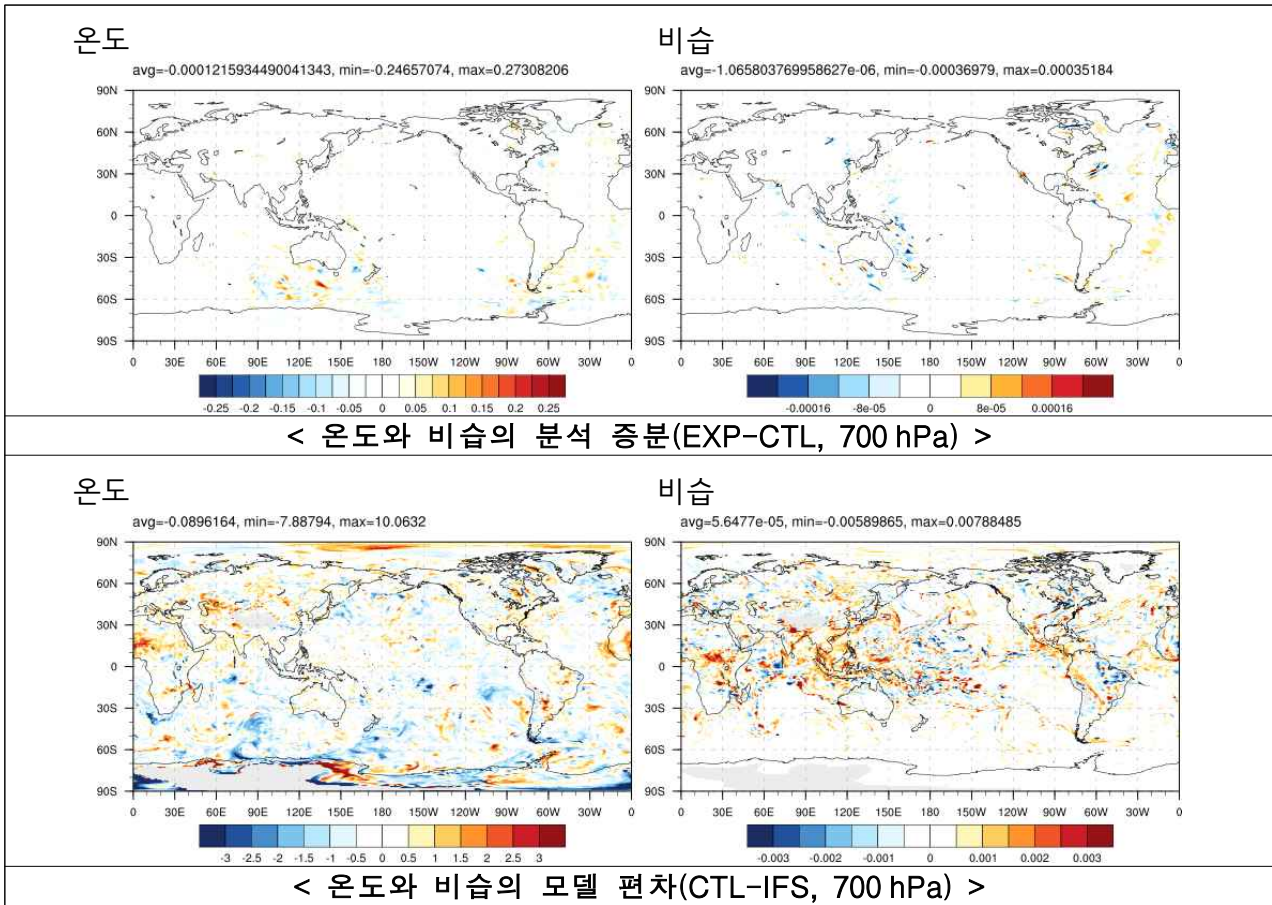 온도
avg=-0.0001215934490041343, min=-0.24657074, max=0.27308206
90N
60N
30N
0
30S
60S
90S
0 30E 60E 90E 120E 150E 180 150W 120W 90W 60W 30W 0
-0.25 -0.2 -0.15 -0.1 -0.05 0 0.05 0.1 0.15 0.2 0.25
비습
avg=-1.065803769958627e-06, min=-0.00036979, max=0.00035184
90N
60N
30N
0
30S
60S
90S
0 30E 60E 90E 120E 150E 180 150W 120W 90W 60W 30W 0
-0.00016 -8e-05 0 8e-05 0.00016
< 온도와 비습의 분석 증분(EXP-CTL, 700 hPa) >
온도
avg=-0.0896164, min=-7.88794, max=10.0632
90N
60N
30N
0
30S
60S
90S
0 30E 60E 90E 120E 150E 180 150W 120W 90W 60W 30W 0
-3 -2.5 -2 -1.5 -1 -0.5 0 0.5 1 1.5 2 2.5 3
비습
avg=5.6477e-05, min=-0.00589865, max=0.00788485
90N
60N
30N
0
30S
60S
90S
0 30E 60E 90E 120E 150E 180 150W 120W 90W 60W 30W 0
-0.003 -0.002 -0.001 0 0.001 0.002 0.003
< 온도와 비습의 모델 편차(CTL-IFS, 700 hPa) >